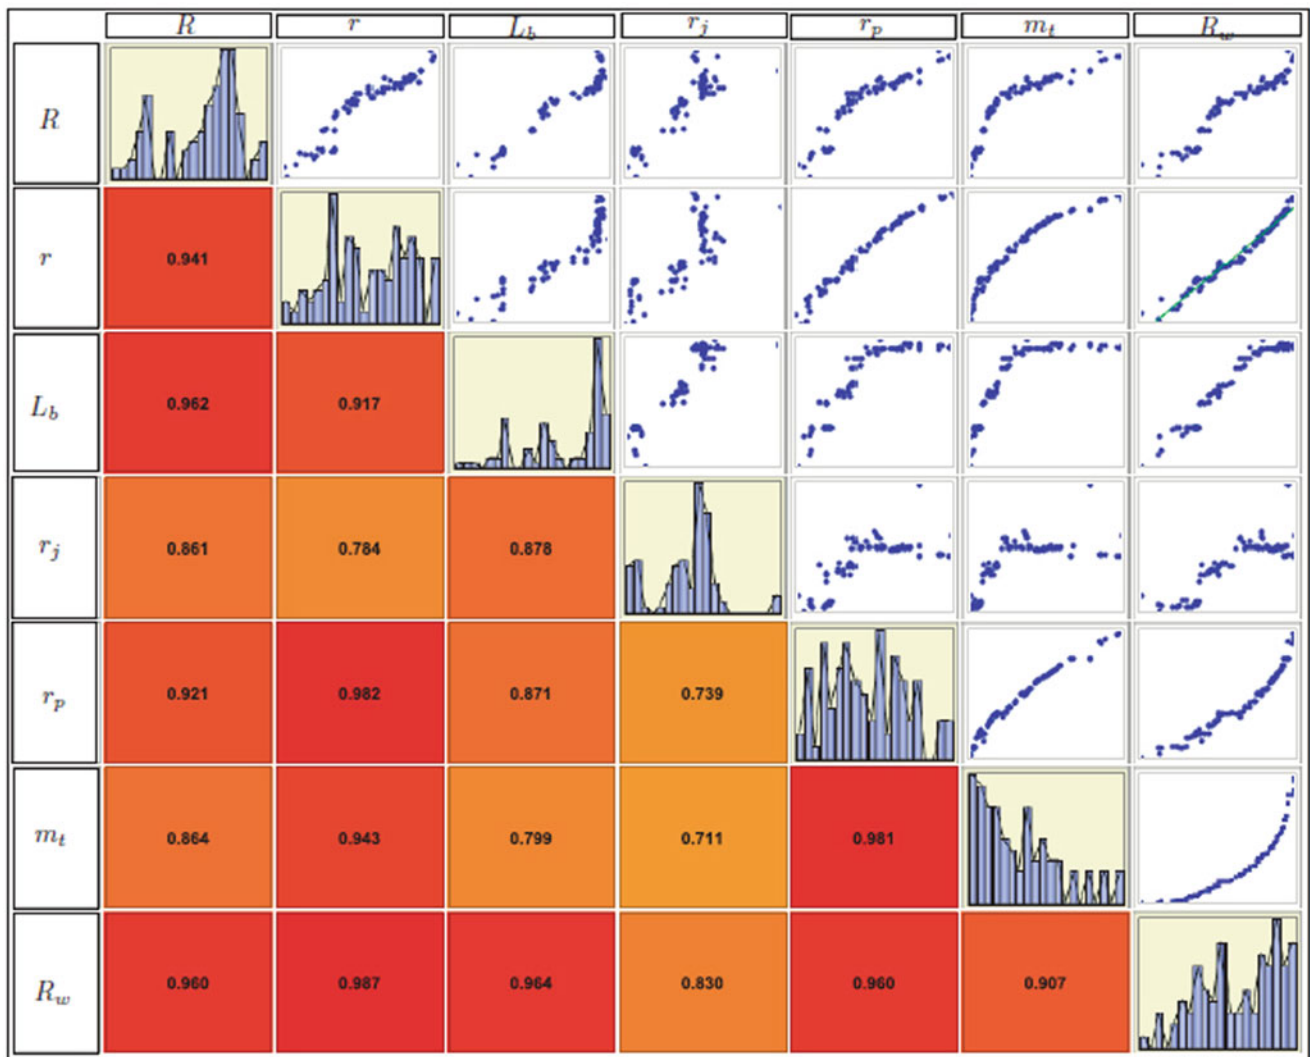 R r L_b r_j r_p m_t R_w
R
r 0.941
L_b 0.962 0.917
r_j 0.861 0.784 0.878
r_p 0.921 0.982 0.871 0.739
m_t 0.864 0.943 0.799 0.711 0.981
R_w 0.960 0.987 0.964 0.830 0.960 0.907